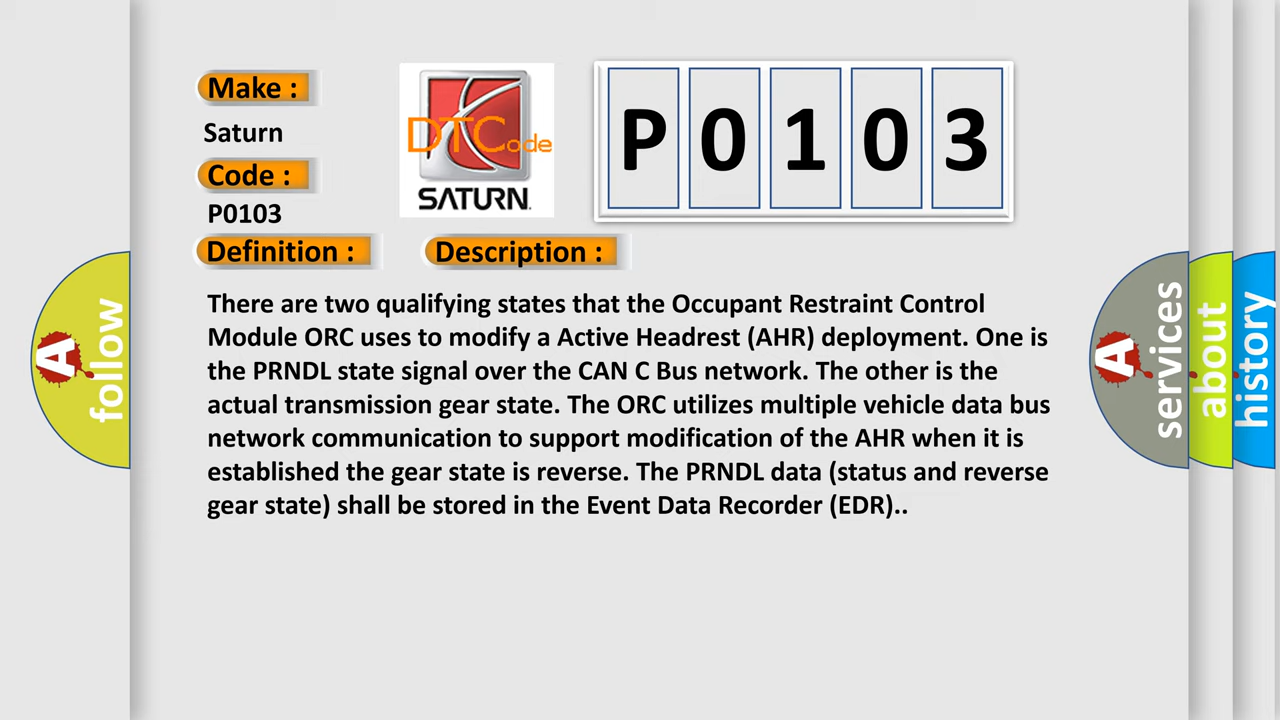 Make :
Saturn
Code :
P0103
Definition :
Description :
DTCode
SATURN
P0103
There are two qualifying states that the Occupant Restraint Control
Module ORC uses to modify a Active Headrest (AHR) deployment. One is
the PRNDL state signal over the CAN C Bus network. The other is the
actual transmission gear state. The ORC utilizes multiple vehicle data bus
network communication to support modification of the AHR when it is
established the gear state is reverse. The PRNDL data (status and reverse
gear state) shall be stored in the Event Data Recorder (EDR)..
A follow
A services
about
history